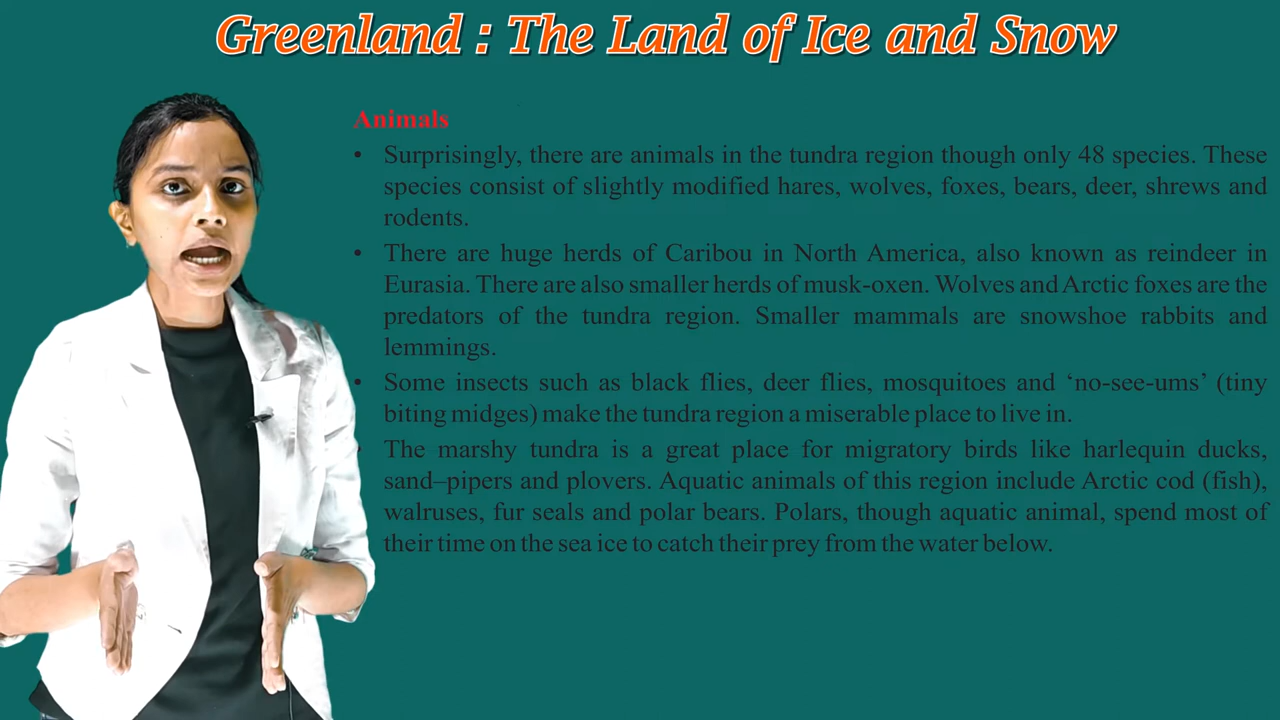 Greenland : The Land of Ice and Snow
Animals
• Surprisingly, there are animals in the tundra region though only 48 species. These
species consist of slightly modified hares, wolves, foxes, bears, deer, shrews and
rodents.
• There are huge herds of Caribou in North America, also known as reindeer in
Eurasia. There are also smaller herds of musk-oxen. Wolves and Arctic foxes are the
predators of the tundra region. Smaller mammals are snowshoe rabbits and
lemmings.
• Some insects such as black flies, deer flies, mosquitoes and ‘no-see-ums’ (tiny
biting midges) make the tundra region a miserable place to live in.
• The marshy tundra is a great place for migratory birds like harlequin ducks,
sand–pipers and plovers. Aquatic animals of this region include Arctic cod (fish),
walruses, fur seals and polar bears. Polars, though aquatic animal, spend most of
their time on the sea ice to catch their prey from the water below.